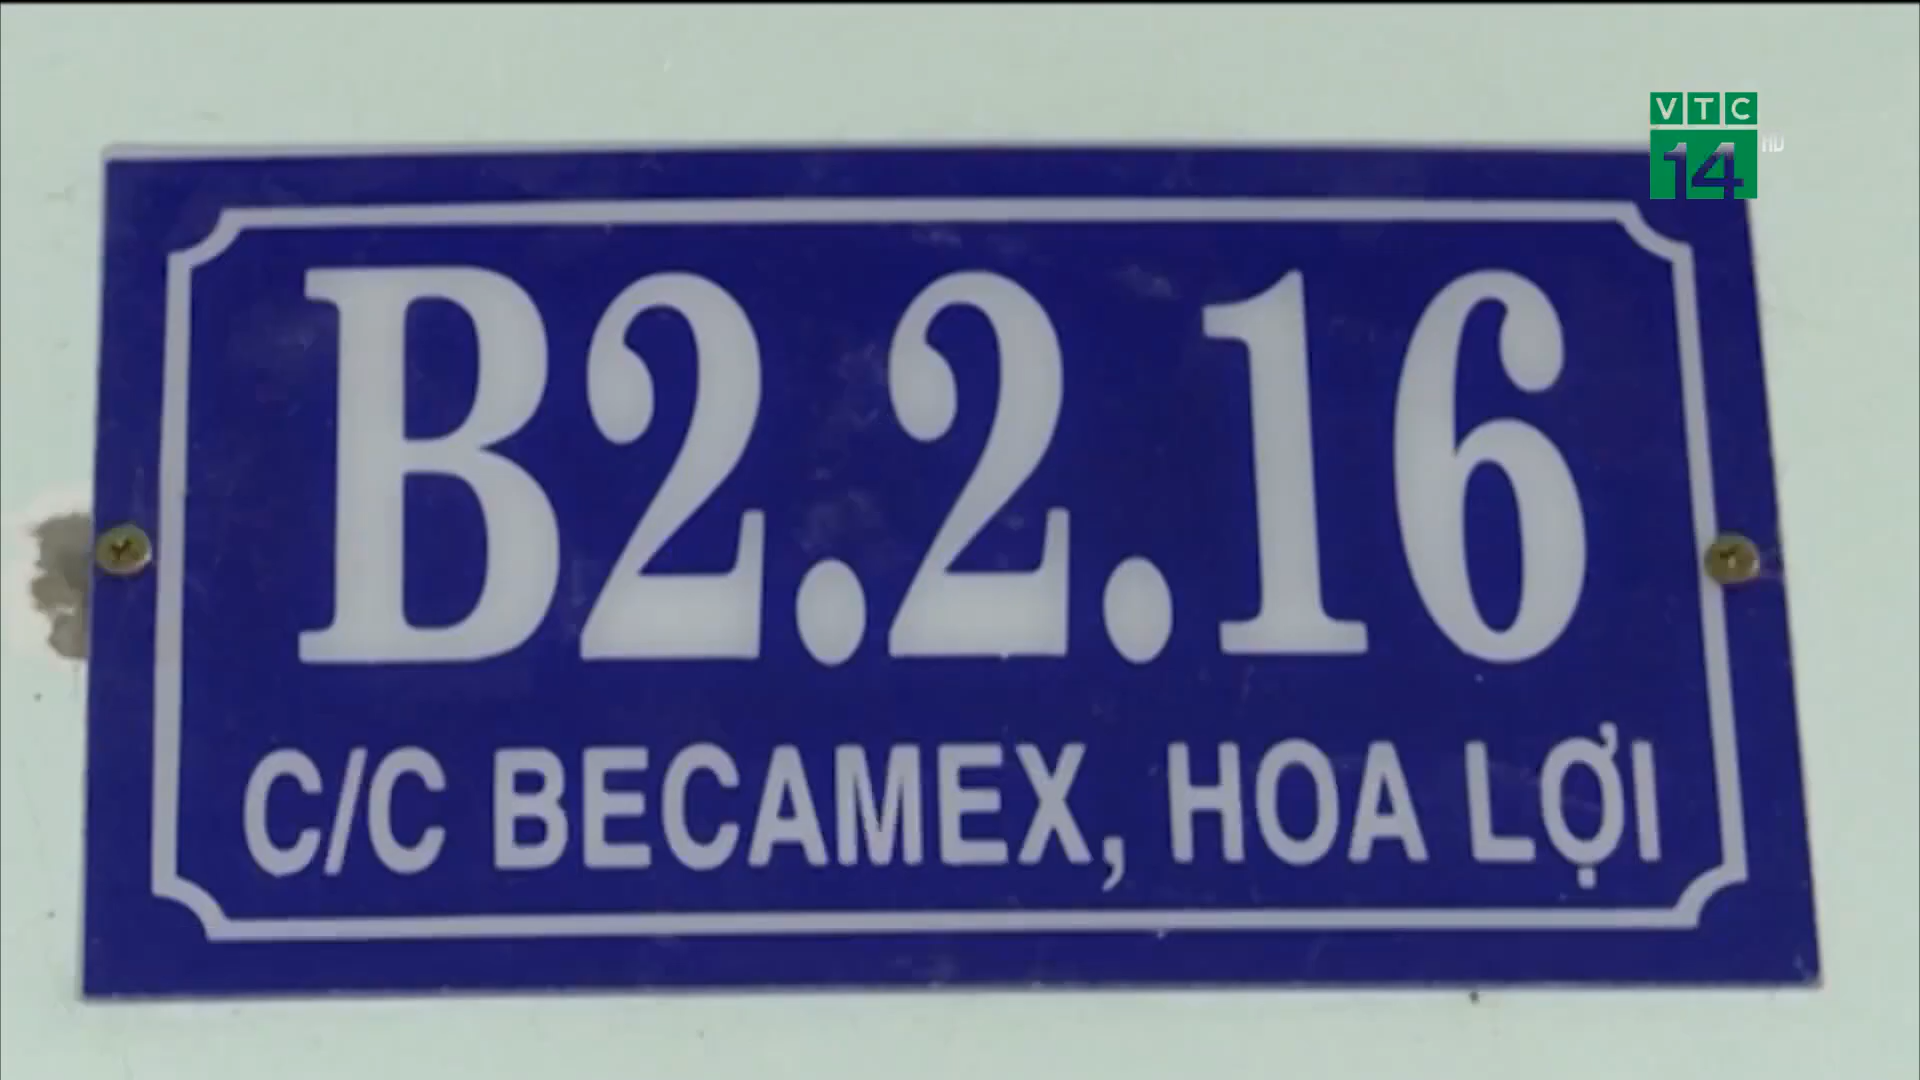 VTC
14 HD
B2.2.16
C/C BECAMEX, HOA LỢI